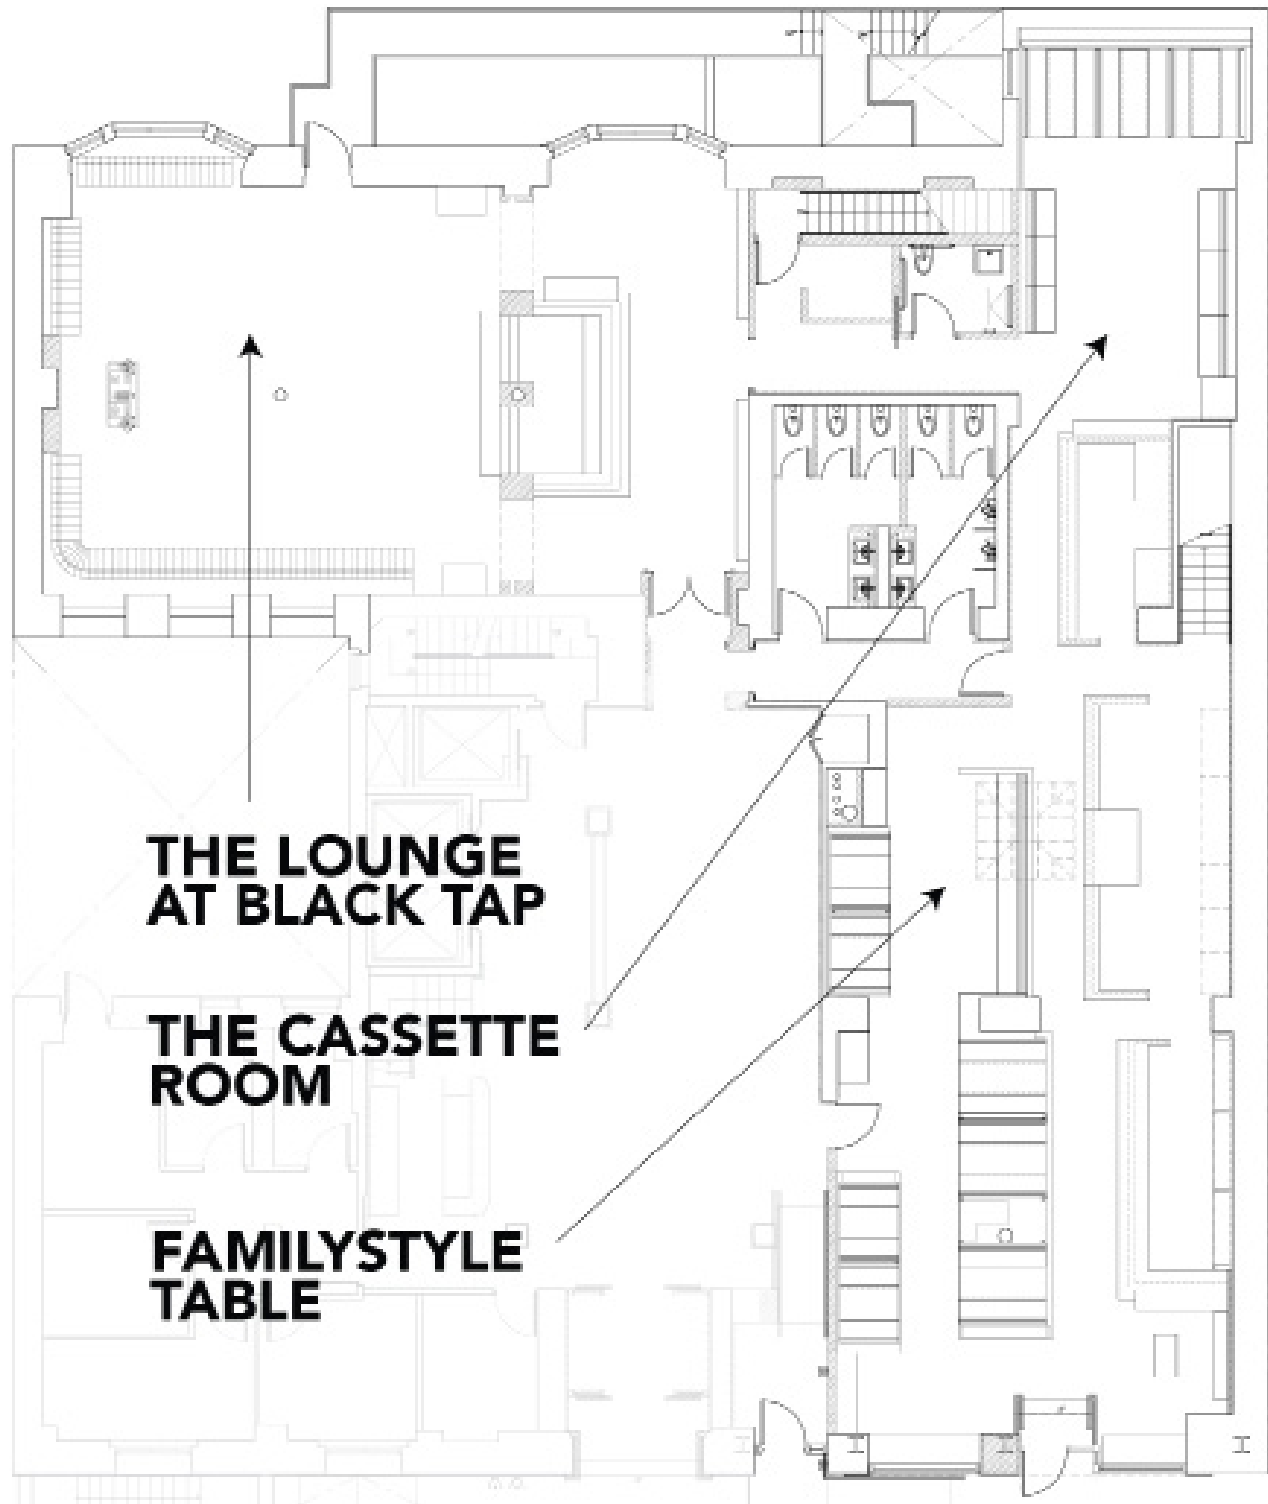 THE LOUNGE
AT BLACK TAP
THE CASSETTE
ROOM
FAMILYSTYLE
TABLE